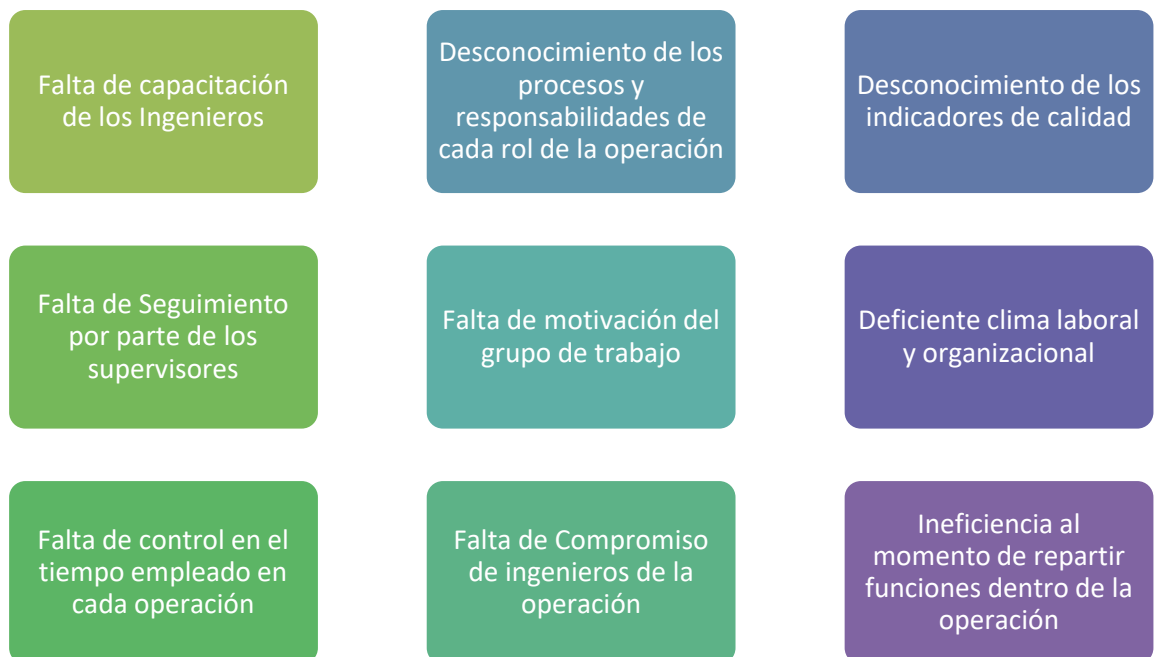 Falta de capacitación
de los Ingenieros
Desconocimiento de los
procesos y
responsabilidades de
cada rol de la operación
Desconocimiento de los
indicadores de calidad
Falta de Seguimiento
por parte de los
supervisores
Falta de motivación del
grupo de trabajo
Deficiente clima laboral
y organizacional
Falta de control en el
tiempo empleado en
cada operación
Falta de Compromiso
de ingenieros de la
operación
Ineficiencia al
momento de repartir
funciones dentro de la
operación